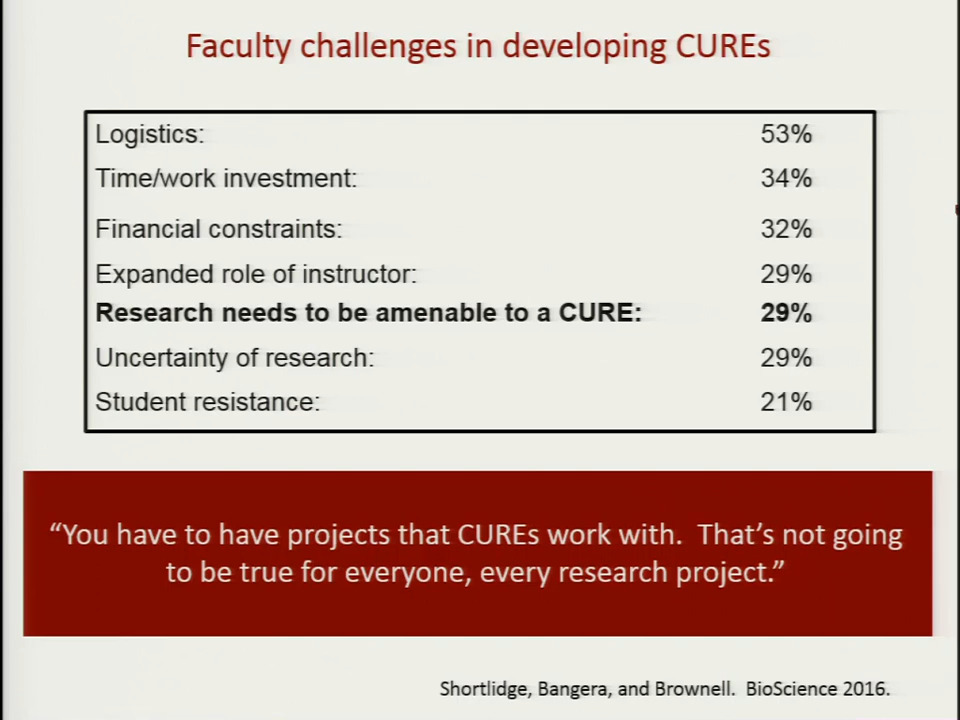 Faculty challenges in developing CUREs
Logistics: 53%
Time/work investment: 34%
Financial constraints: 32%
Expanded role of instructor: 29%
Research needs to be amenable to a CURE: 29%
Uncertainty of research: 29%
Student resistance: 21%
“You have to have projects that CUREs work with. That’s not going
to be true for everyone, every research project.”
Shortlidge, Bangera, and Brownell. BioScience 2016.